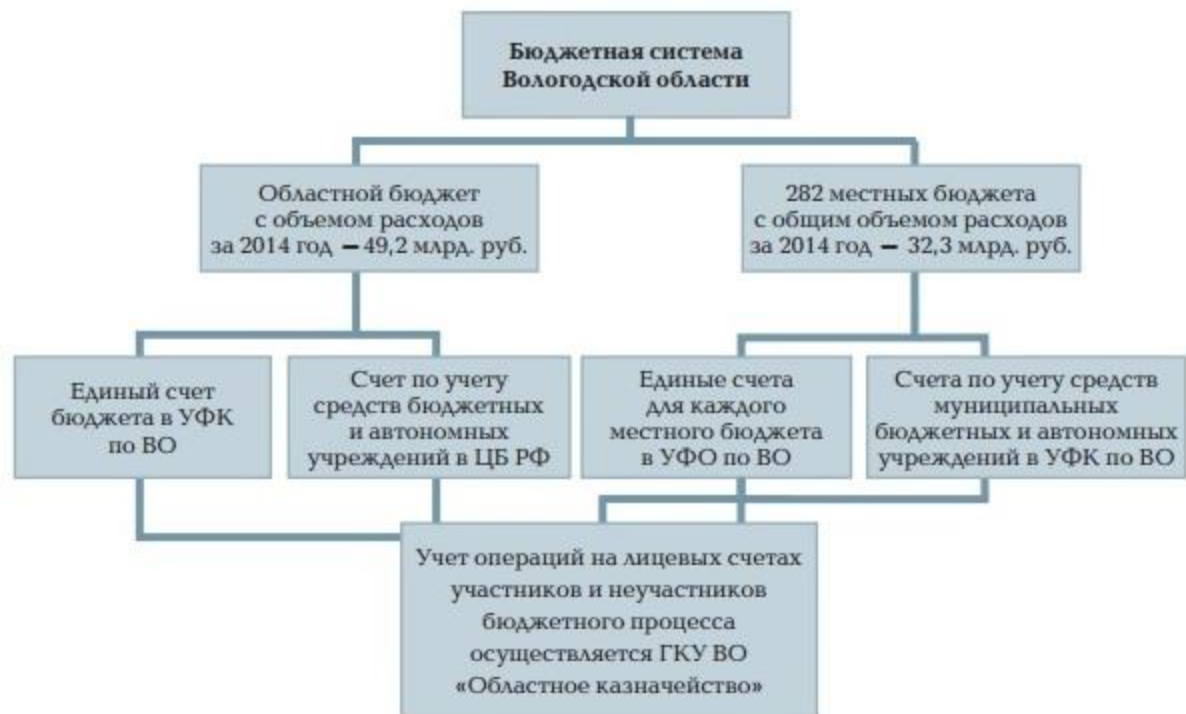 Бюджетная система
Вологодской области
Областной бюджет
с объемом расходов
за 2014 год – 49,2 млрд. руб.
282 местных бюджета
с общим объемом расходов
за 2014 год – 32,3 млрд. руб.
Единый счет
бюджета в УФК
по ВО
Счет по учету
средств бюджетных
и автономных
учреждений в ЦБ РФ
Единые счета
для каждого
местного бюджета
в УФО по ВО
Счета по учету средств
муниципальных
бюджетных и автономных
учреждений в УФК по ВО
Учет операций на лицевых счетах
участников и неучастников
бюджетного процесса
осуществляется ГКУ ВО
«Областное казначейство»